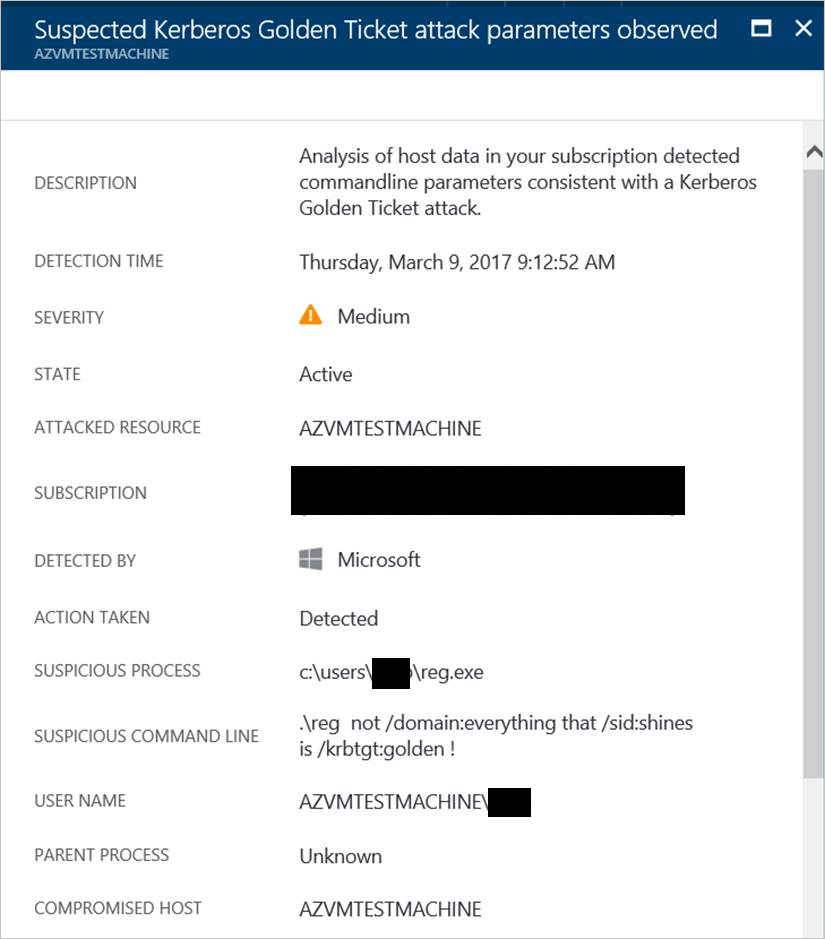 Suspected Kerberos Golden Ticket attack parameters observed
AZVMTESTMACHINE
DESCRIPTION
Analysis of host data in your subscription detected
commandline parameters consistent with a Kerberos
Golden Ticket attack.
DETECTION TIME
Thursday, March 9, 2017 9:12:52 AM
SEVERITY
Medium
STATE
Active
ATTACKED RESOURCE
AZVMTESTMACHINE
SUBSCRIPTION
DETECTED BY
Microsoft
ACTION TAKEN
Detected
SUSPICIOUS PROCESS
c:\users\ \reg.exe
SUSPICIOUS COMMAND LINE
.\reg  not /domain:everything that /sid:shines
is /krbtgt:golden !
USER NAME
AZVMTESTMACHINE\
PARENT PROCESS
Unknown
COMPROMISED HOST
AZVMTESTMACHINE